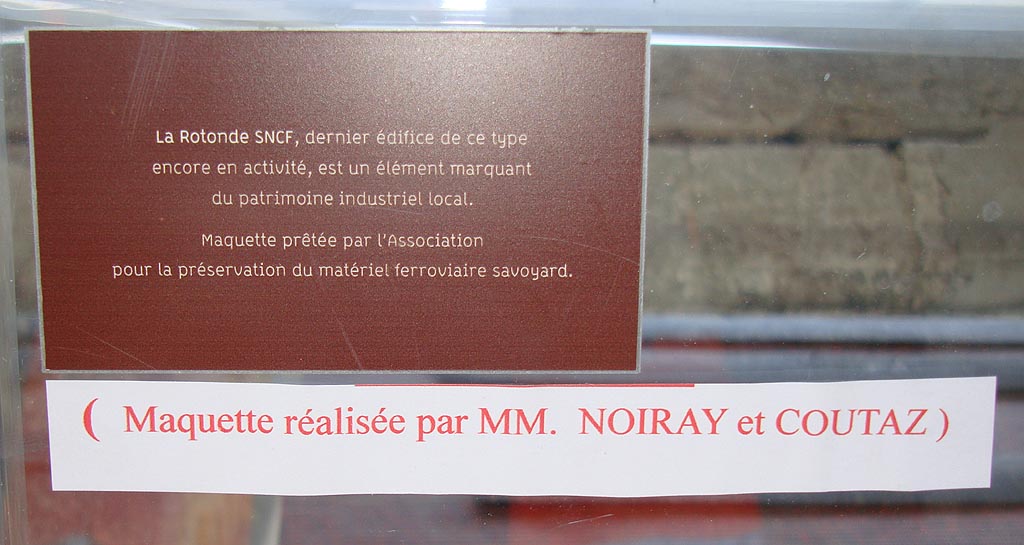 La Rotonde SNCF, dernier édifice de ce type
encore en activité, est un élément marquant
du patrimoine industriel local.
Maquette prêtée par l'Association
pour la préservation du matériel ferroviaire savoyard.
( Maquette réalisée par MM. NOIRAY et COUTAZ )